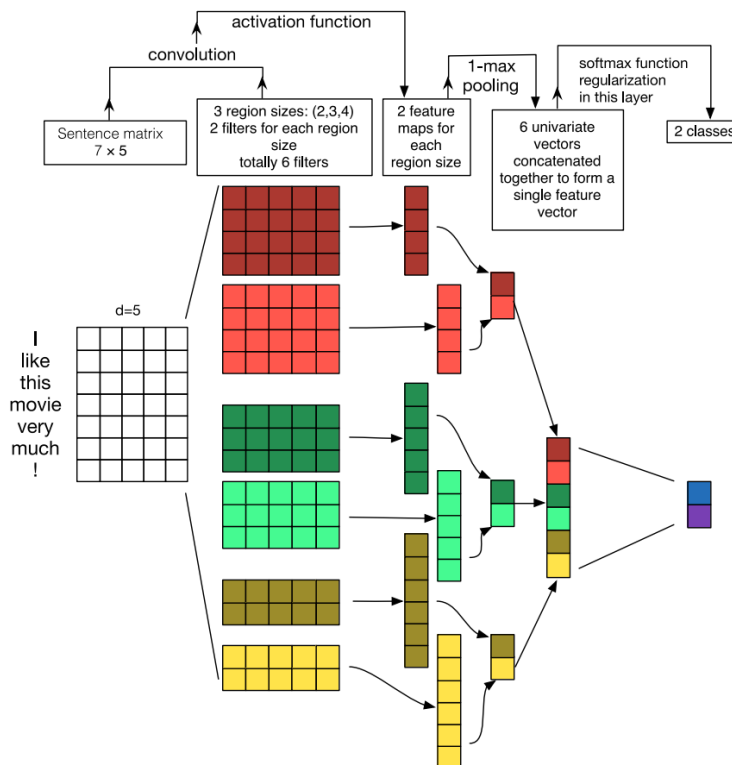 activation function
convolution
1-max
pooling
softmax function
regularization
in this layer
Sentence matrix
7 × 5
3 region sizes: (2,3,4)
2 filters for each region
size
totally 6 filters
2 feature
maps for
each
region size
6 univariate
vectors
concatenated
together to form a
single feature
vector
2 classes
d=5
I
like
this
movie
very
much
!